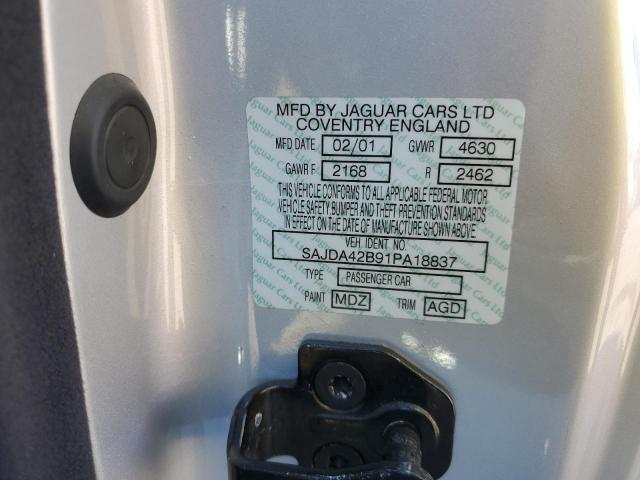 MFD BY JAGUAR CARS LTD
COVENTRY ENGLAND
MFD DATE 02/01 GVWR 4630
GAWR F 2168 R 2462
THIS VEHICLE CONFORMS TO ALL APPLICABLE FEDERAL MOTOR
VEHICLE SAFETY, BUMPER AND THEFT PREVENTION STANDARDS
IN EFFECT ON THE DATE OF MANUFACTURE SHOWN ABOVE.
VEH. IDENT NO.
SAJDA42B91PA18837
TYPE PASSENGER CAR
PAINT MDZ TRIM AGD